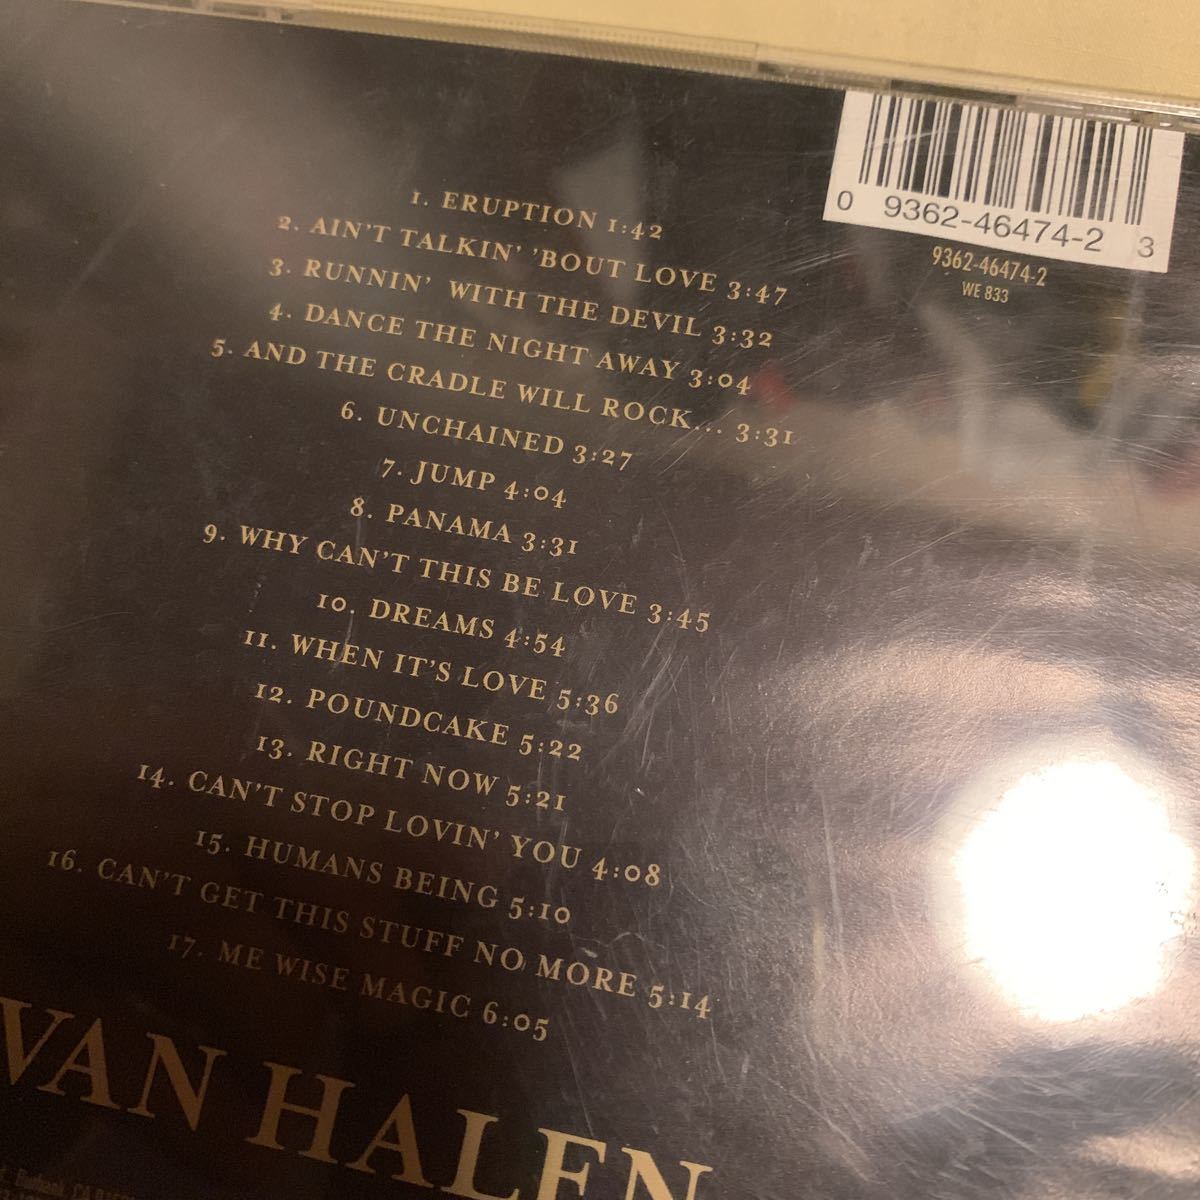 1. ERUPTION 1:42
2. AIN'T TALKIN' 'BOUT LOVE 3:47
3. RUNNIN' WITH THE DEVIL 3:32
4. DANCE THE NIGHT AWAY 3:04
5. AND THE CRADLE WILL ROCK... 3:31
6. UNCHAINED 3:27
7. JUMP 4:04
8. PANAMA 3:31
9. WHY CAN'T THIS BE LOVE 3:45
10. DREAMS 4:54
11. WHEN IT'S LOVE 5:36
12. POUNDCAKE 5:22
13. RIGHT NOW 5:21
14. CAN'T STOP LOVIN' YOU 4:08
15. HUMANS BEING 5:10
16. CAN'T GET THIS STUFF NO MORE 5:14
17. ME WISE MAGIC 6:05
0 9362-46474-2 3
9362-46474-2
WE 833
VAN HALEN